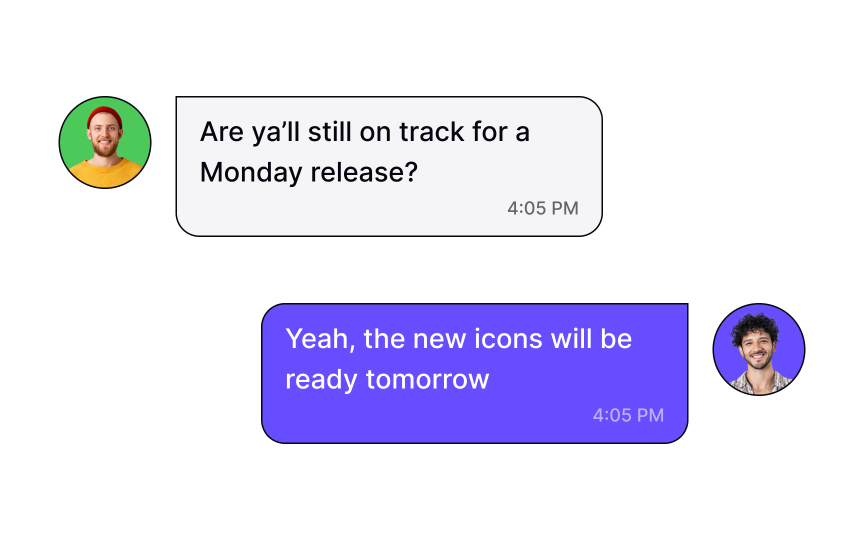 Are ya’ll still on track for a
Monday release?
4:05 PM
Yeah, the new icons will be
ready tomorrow
4:05 PM